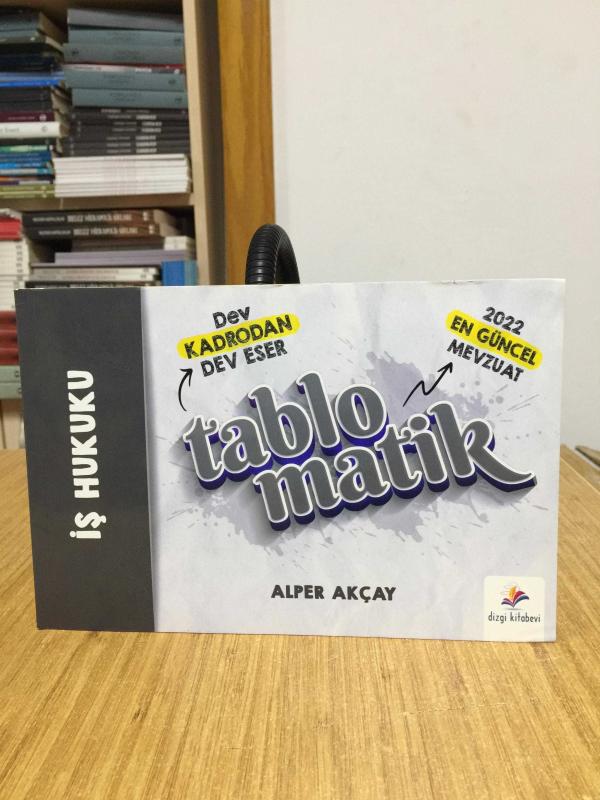 İŞ HUKUKU
Dev
KADRODAN
DEV ESER
2022
EN GÜNCEL
MEVZUAT
tablo
matik
ALPER AKÇAY
dizgi kitabevi